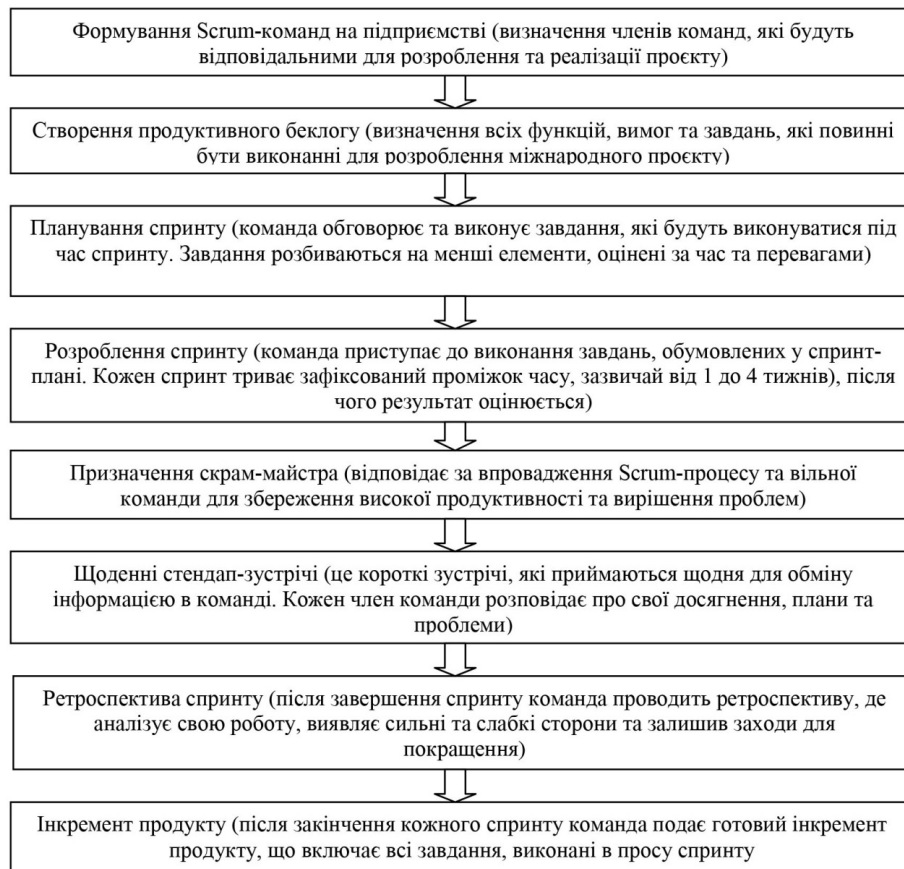 Формування Scrum-команд на підприємстві (визначення членів команд, які будуть
відповідальними для розроблення та реалізації проєкту)
Створення продуктивного беклогу (визначення всіх функцій, вимог та завдань, які повинні
бути виконанні для розроблення міжнародного проєкту)
Планування спринту (команда обговорює та виконує завдання, які будуть виконуватися під
час спринту. Завдання розбиваються на менші елементи, оцінені за час та перевагами)
Розроблення спринту (команда приступає до виконання завдань, обумовлених у спринт-
плані. Кожен спринт триває зафіксований проміжок часу, зазвичай від 1 до 4 тижнів), після
чого результат оцінюється)
Призначення скрам-майстра (відповідає за впровадження Scrum-процесу та вільної
команди для збереження високої продуктивності та вирішення проблем)
Щоденні стендап-зустрічі (це короткі зустрічі, які приймаються щодня для обміну
інформацією в команді. Кожен член команди розповідає про свої досягнення, плани та
проблеми)
Ретроспектива спринту (після завершення спринту команда проводить ретроспективу, де
аналізує свою роботу, виявляє сильні та слабкі сторони та залишив заходи для
покращення)
Інкремент продукту (після закінчення кожного спринту команда подає готовий інкремент
продукту, що включає всі завдання, виконані в просу спринту